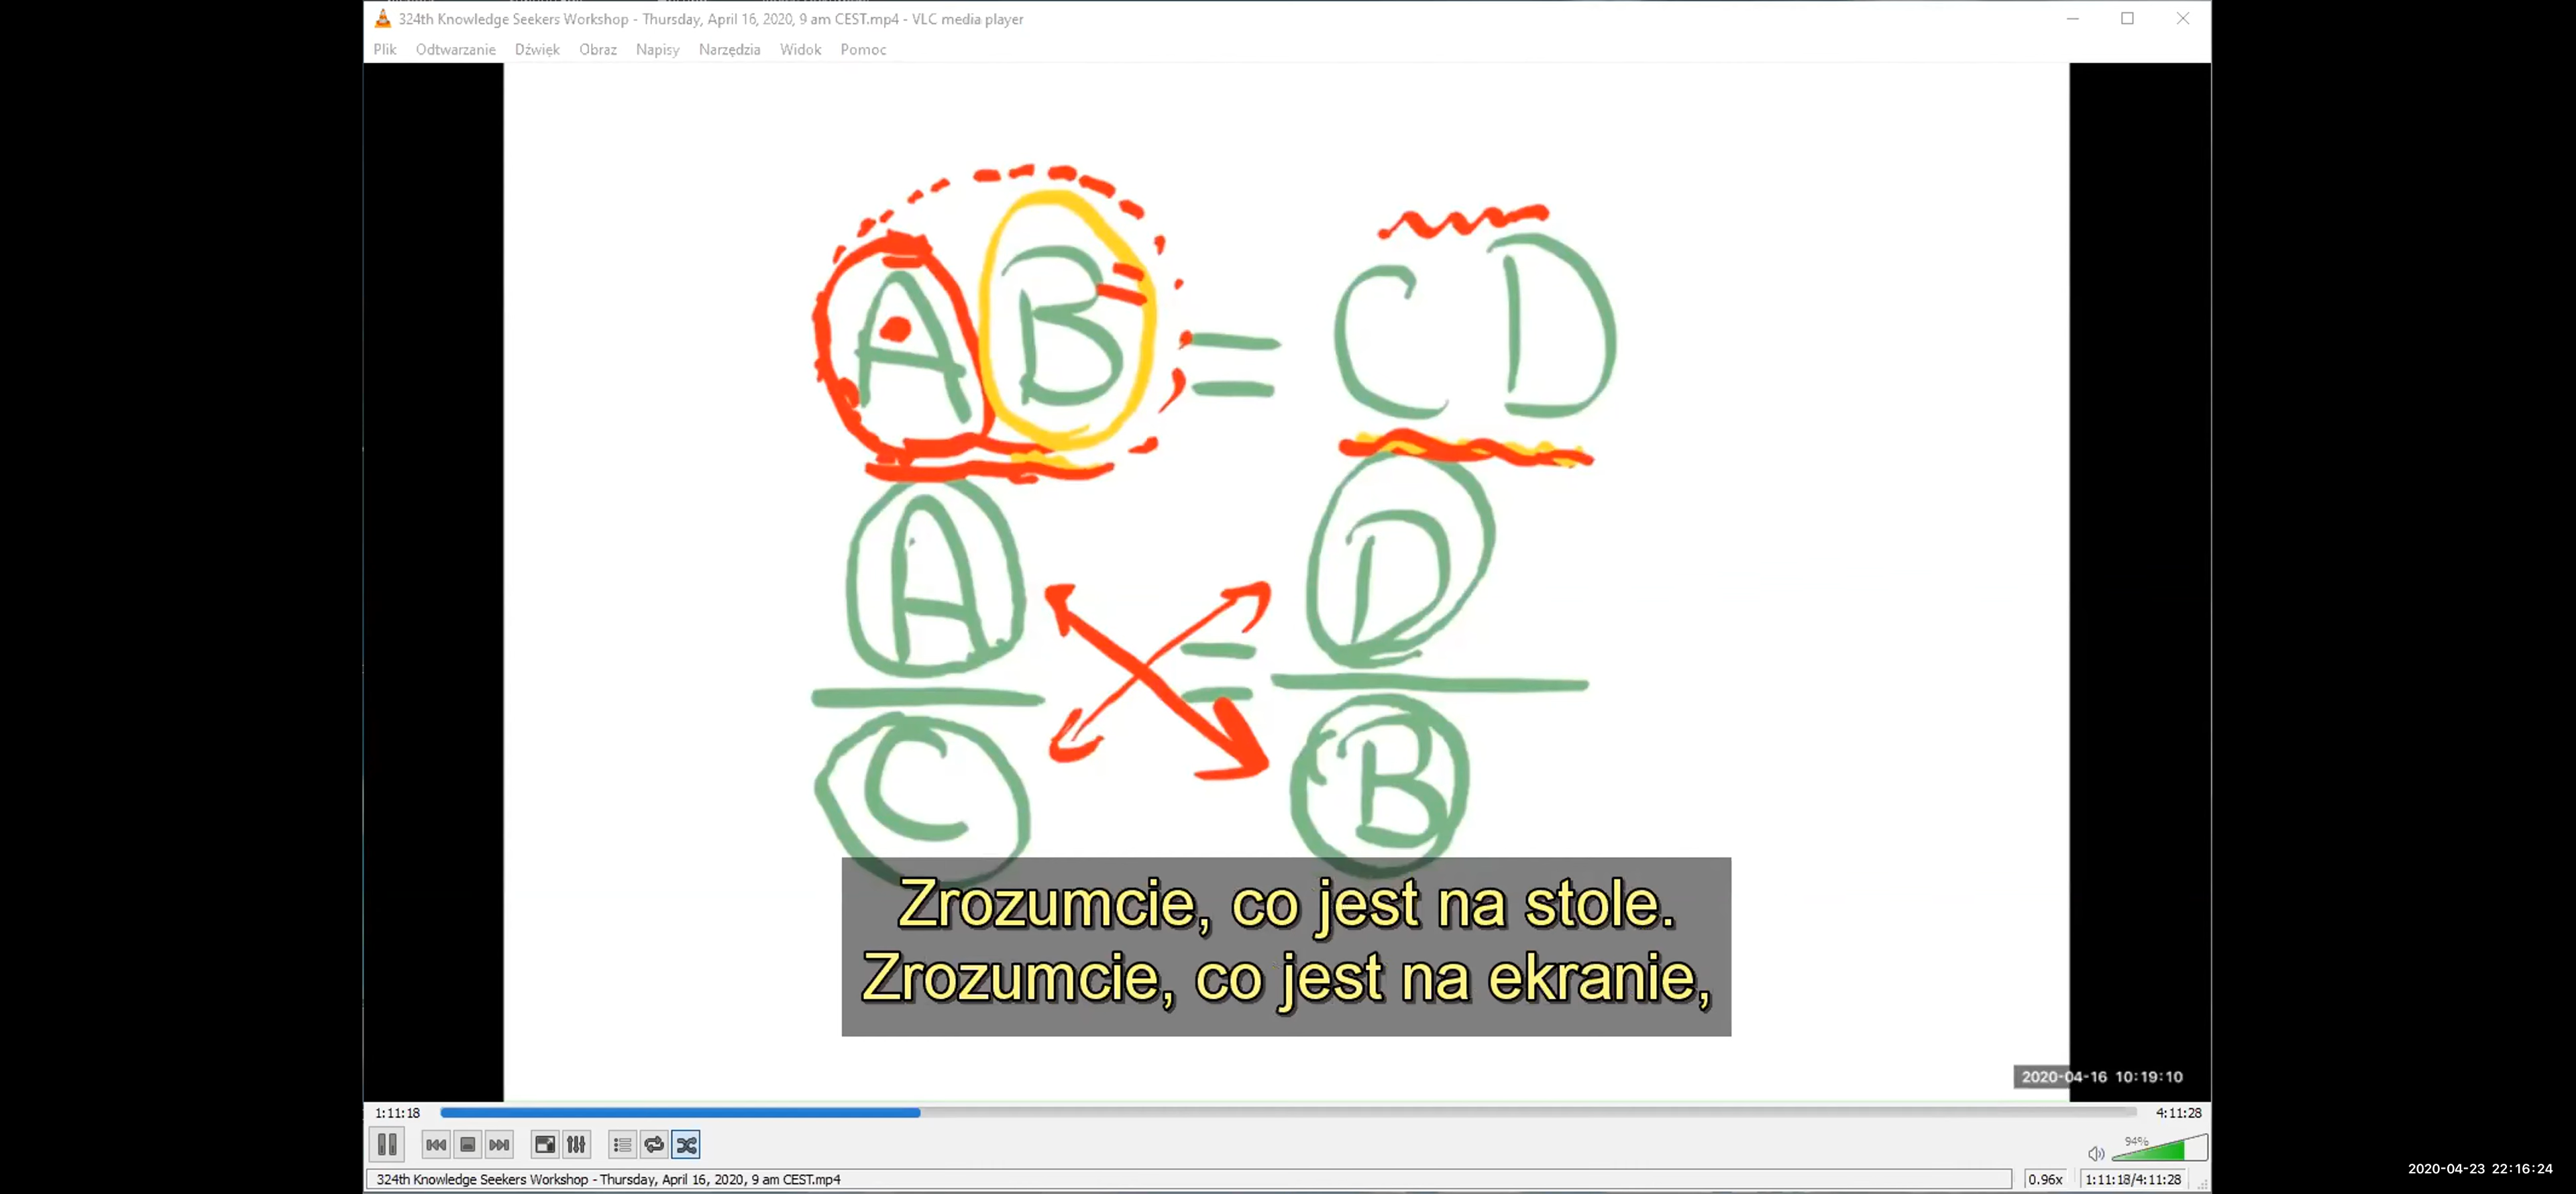 324th Knowledge Seekers Workshop - Thursday, April 16, 2020, 9 am CEST.mp4 - VLC media player
Plik Odtwarzanie Dźwięk Obraz Napisy Narzędzia Widok Pomoc
A B = C D
A = D
C B
Zrozumcie, co jest na stole.
Zrozumcie, co jest na ekranie,
2020-04-16 10:19:10
1:11:18 4:11:28
94%
2020-04-23 22:16:24
324th Knowledge Seekers Workshop - Thursday, April 16, 2020, 9 am CEST.mp4 0.96x 1:11:18/4:11:28